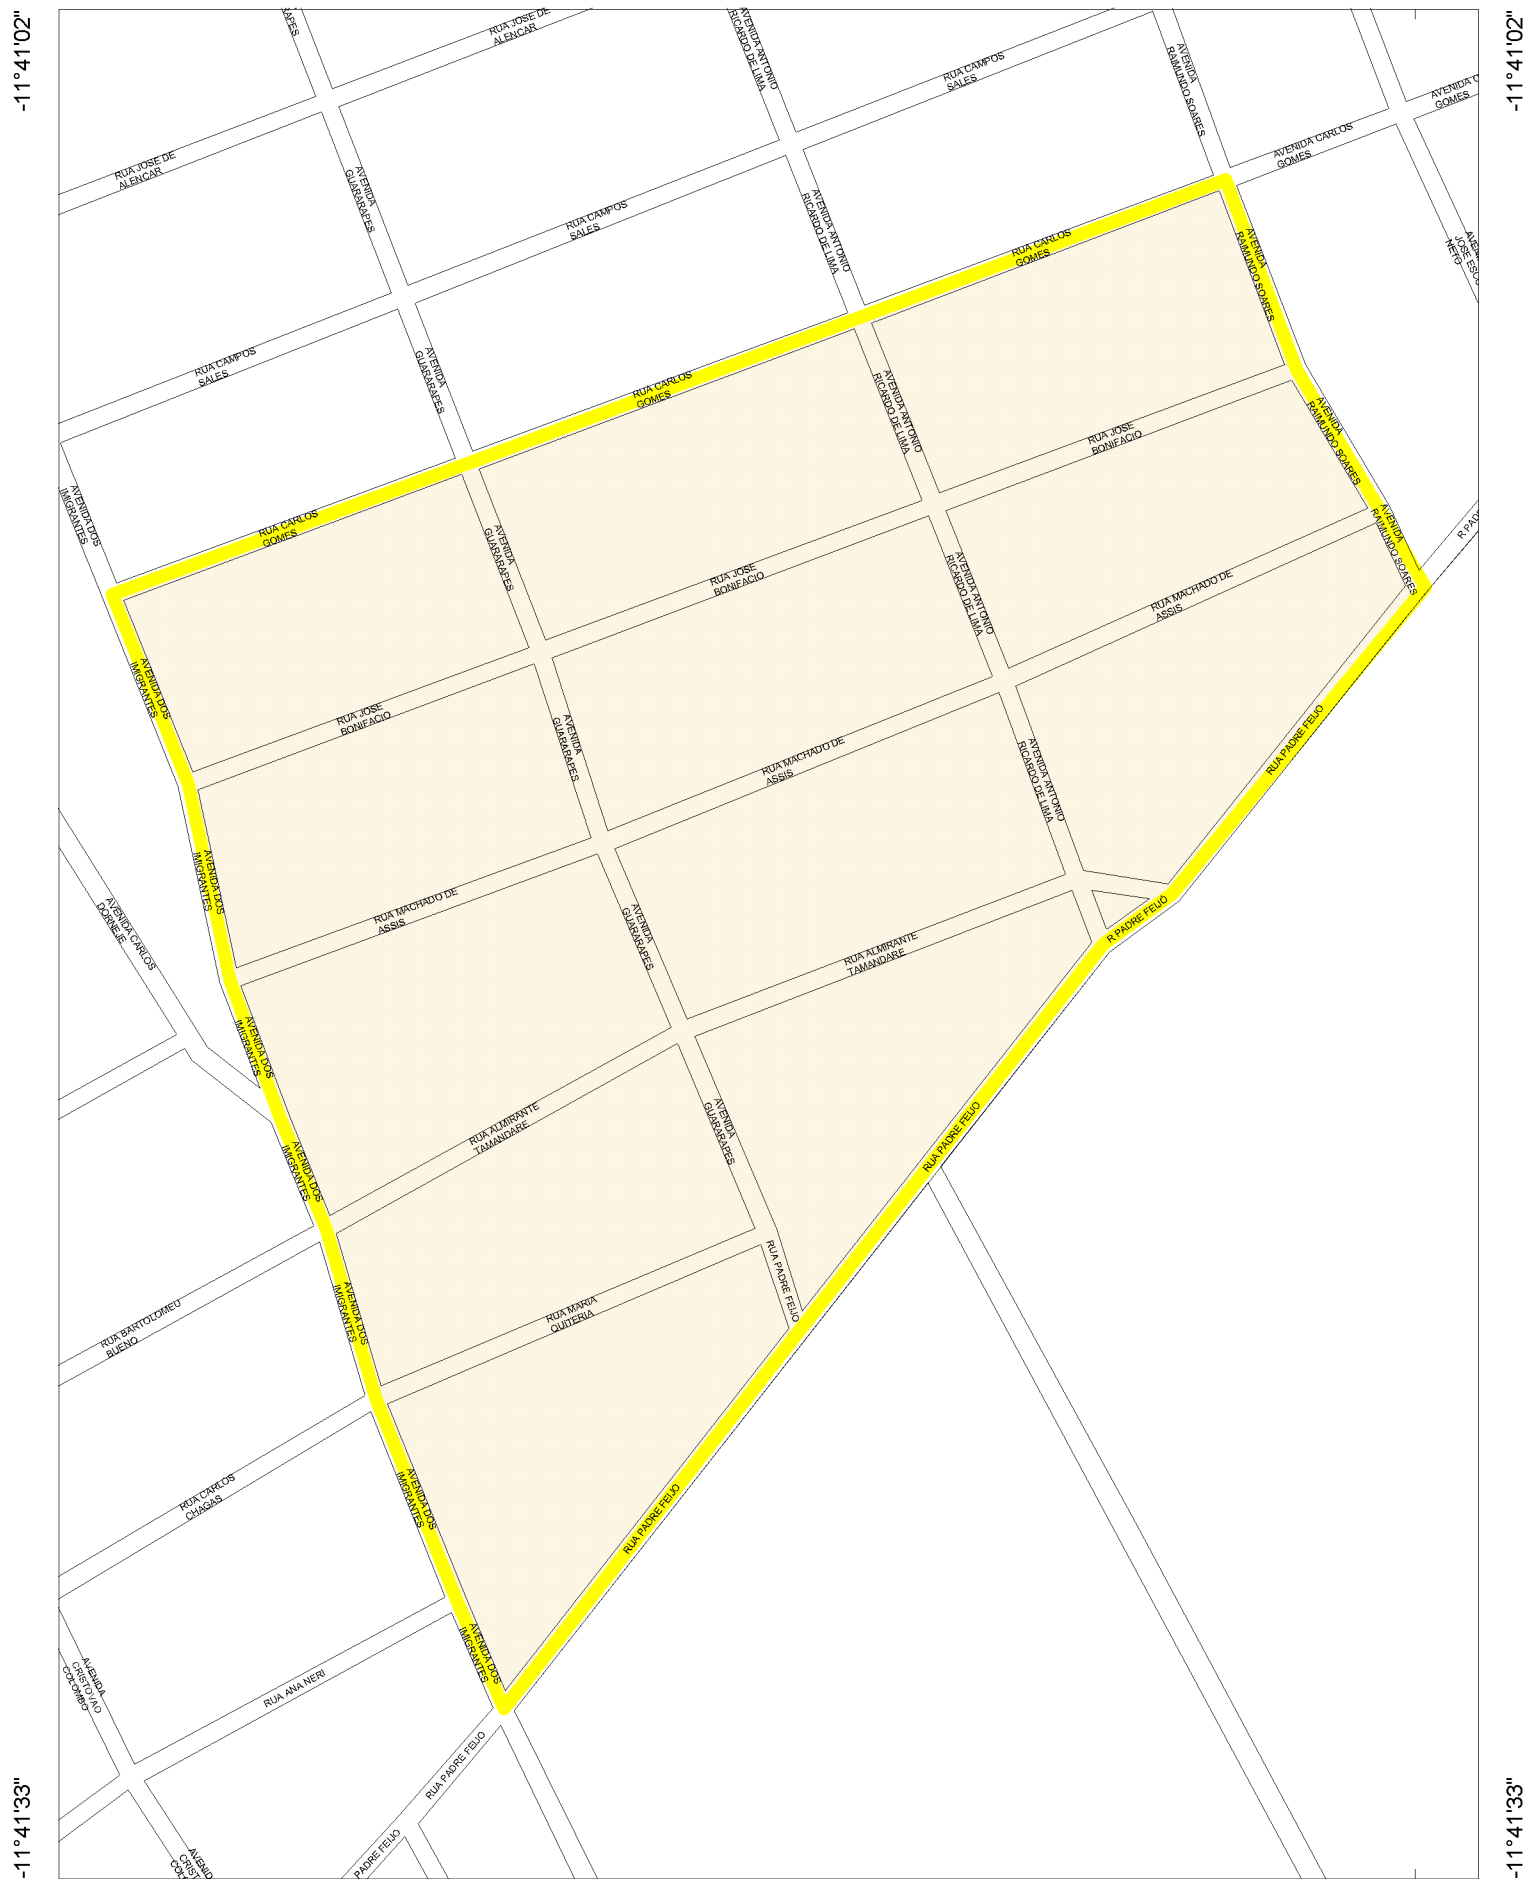 -11°41'02"
-11°41'02"
RUA JOSE DE
ALENCAR
AVENIDA ANTONIO
RICARDO DE LIMA
RUA CAMPOS
SALES
AVENIDA
RAIMUNDO SOARES
GOMES
AVENIDA CARLOS
GOMES
RUA JOSE DE
ALENCAR
AVENIDA
GUARARAPES
AVENIDA ANTONIO
RICARDO DE LIMA
RUA CAMPOS
SALES
RUA CARLOS
GOMES
AVENIDA
RAIMUNDO SOARES
NETO
RUA CAMPOS
SALES
AVENIDA
GUARARAPES
RUA CARLOS
GOMES
AVENIDA ANTONIO
RICARDO DE LIMA
RUA JOSE
BONIFACIO
AVENIDA
RAIMUNDO SOARES
AVENIDA DOS
IMIGRANTES
RUA CARLOS
GOMES
AVENIDA
GUARARAPES
RUA JOSE
BONIFACIO
AVENIDA ANTONIO
RICARDO DE LIMA
RUA MACHADO DE
ASSIS
AVENIDA
RAIMUNDO SOARES
AVENIDA DOS
IMIGRANTES
RUA JOSE
BONIFACIO
AVENIDA
GUARARAPES
RUA MACHADO DE
ASSIS
AVENIDA ANTONIO
RICARDO DE LIMA
RUA PADRE FEIJO
AVENIDA DOS
IMIGRANTES
RUA MACHADO DE
ASSIS
AVENIDA
GUARARAPES
RUA ALMIRANTE
TAMANDARE
R PADRE FEIJO
AVENIDA CARLOS
DORNEJE
AVENIDA DOS
IMIGRANTES
RUA ALMIRANTE
TAMANDARE
AVENIDA
GUARARAPES
RUA PADRE FEIJO
AVENIDA DOS
IMIGRANTES
RUA PADRE FEIJO
RUA BARTOLOMEU
BUENO
AVENIDA DOS
IMIGRANTES
RUA MARIA
QUITERIA
RUA CARLOS
CHAGAS
AVENIDA DOS
IMIGRANTES
RUA PADRE FEIJO
AVENIDA
CRISTOVAO
COLOMBO
RUA ANA NERI
AVENIDA DOS
IMIGRANTES
RUA PADRE FEIJO
PADRE FEIJO
-11°41'33"
-11°41'33"